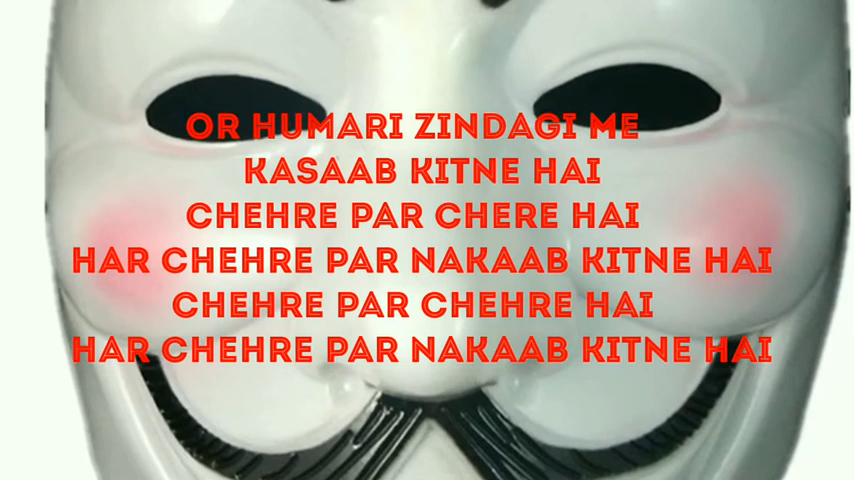 OR HUMARI ZINDAGI ME
KASAAB KITNE HAI
CHEHRE PAR CHERE HAI
HAR CHEHRE PAR NAKAAB KITNE HAI
CHEHRE PAR CHEHRE HAI
HAR CHEHRE PAR NAKAAB KITNE HAI